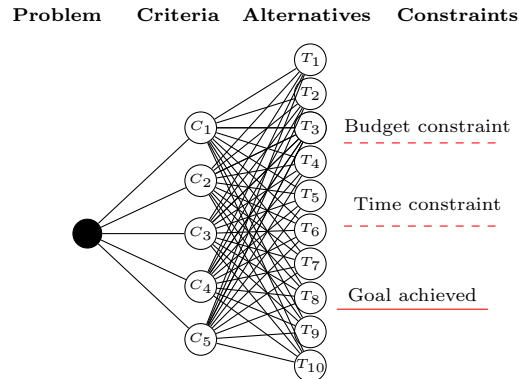 Problem Criteria Alternatives Constraints
T1
T2
C1 T3 Budget constraint
T4
C2
T5 Time constraint
C3 T6
T7
C4 T8 Goal achieved
T9
C5
T10